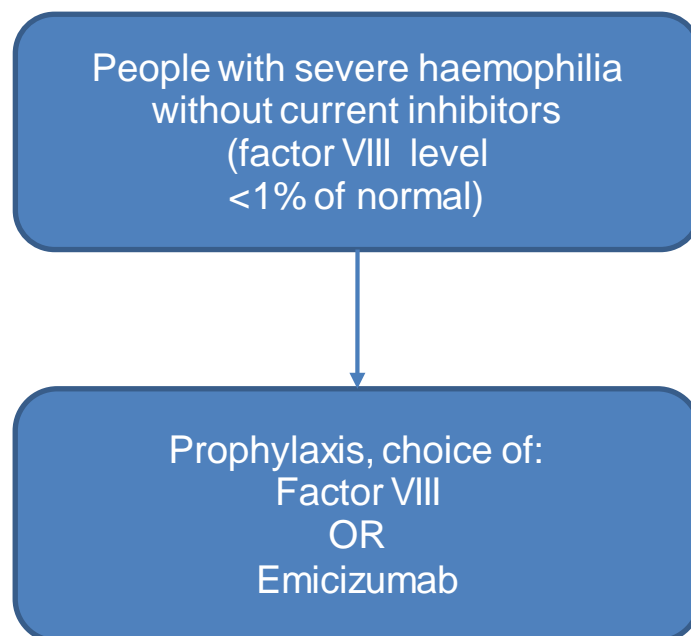 People with severe haemophilia
without current inhibitors
(factor VIII level
<1% of normal)
Prophylaxis, choice of:
Factor VIII
OR
Emicizumab